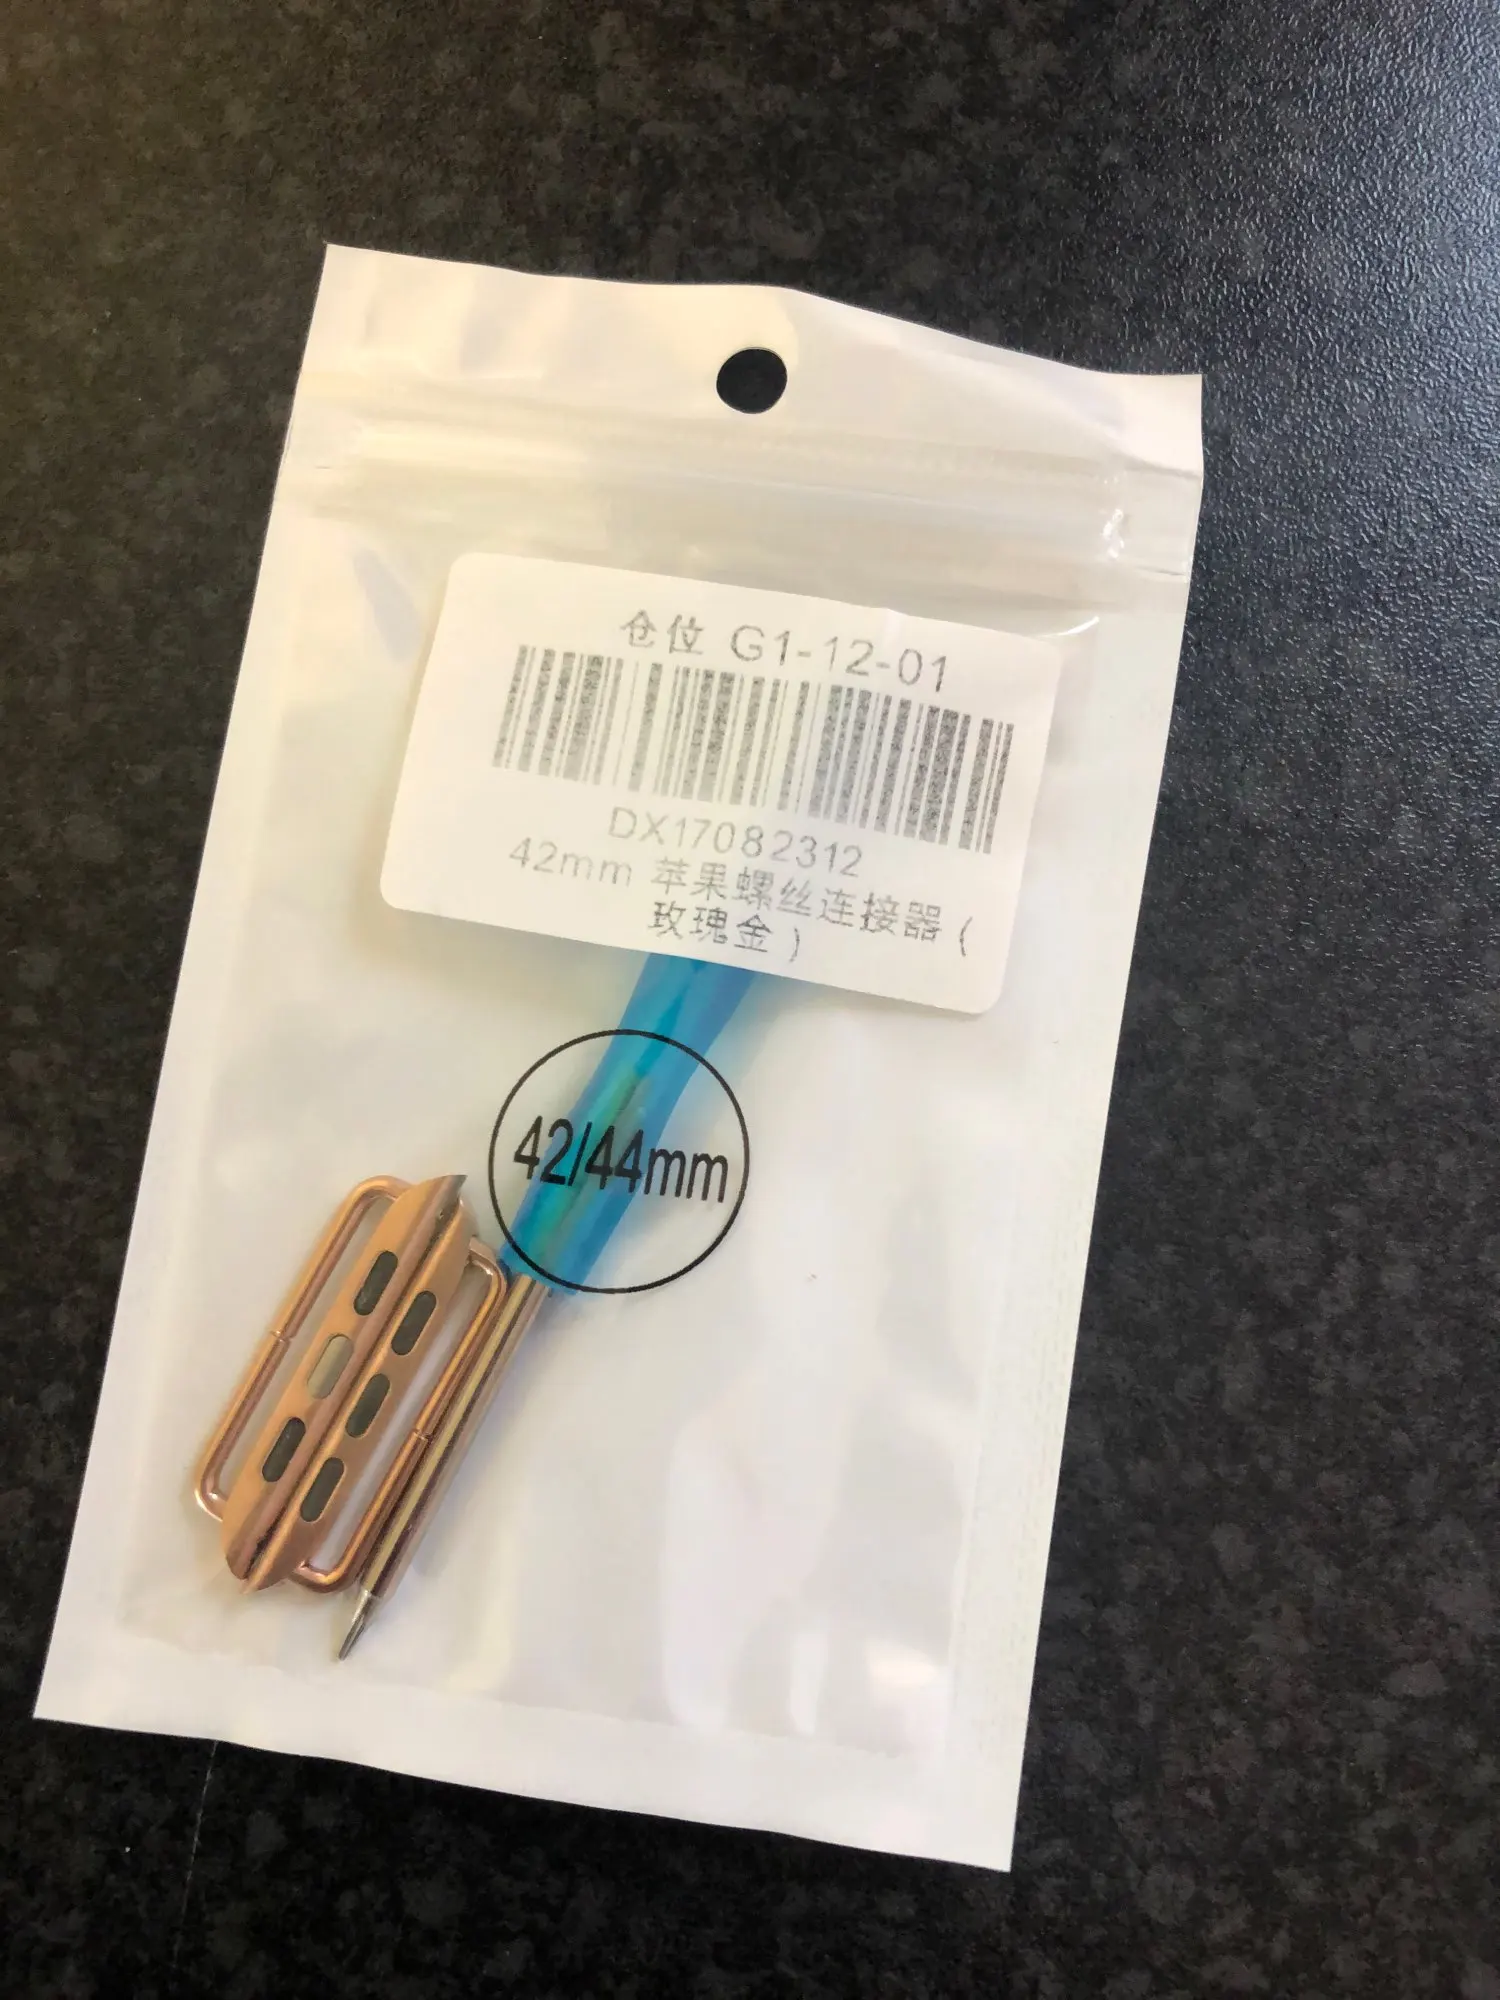 仓位 G1-12-01
DX17082312
42mm 苹果螺丝连接器 (
玫瑰金 )
42/44mm